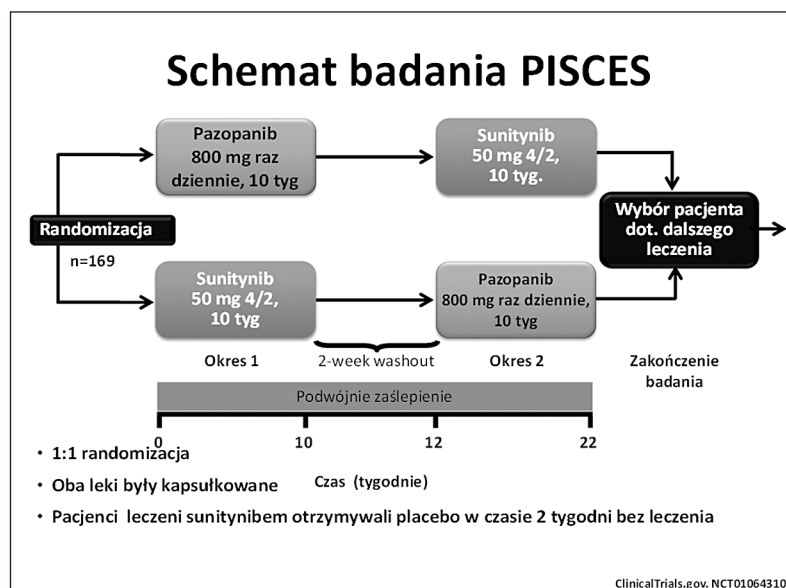 Schemat badania PISCES
Pazopanib
800 mg raz
dziennie, 10 tyg
Sunitynib
50 mg 4/2,
10 tyg.
Randomizacja
n=169
Wybór pacjenta
dot. dalszego
leczenia
Sunitynib
50 mg 4/2,
10 tyg
Pazopanib
800 mg raz dziennie,
10 tyg
Okres 1
2-week washout
Okres 2
Zakończenie
badania
Podwójnie zaślepienie
0 10 12 22
Czas (tygodnie)
• 1:1 randomizacja
• Oba leki były kapsułkowane
• Pacjenci leczeni sunitynibem otrzymywali placebo w czasie 2 tygodni bez leczenia
ClinicalTrials.gov. NCT01064310